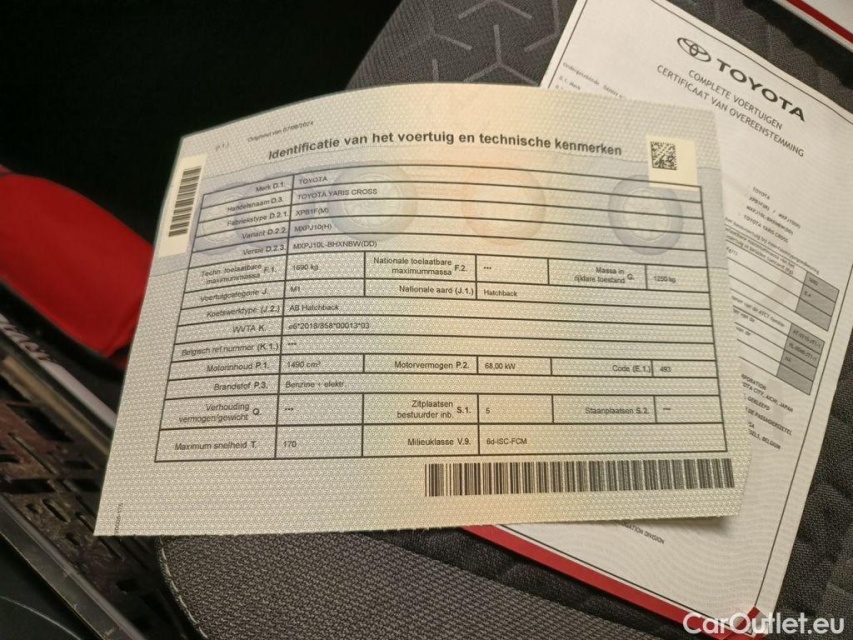 Identificatie van het voertuig en technische kenmerken
Merk D.1. TOYOTA
Handelsnaam D.3. TOYOTA YARIS CROSS
Fabriekstype D.2.1. XPB1F(M)
Variant D.2.2. MXPJ10(H)
Versie D.2.3. MXPJ10L-BHXNBW(DD)
Techn. toelaatbare maximummassa F.1. 1690 kg Nationale toelaatbare maximummassa F.2. --- Massa in rijklare toestand G. 1250 kg
Voertuigcategorie J. M1 Nationale aard (J.1.) Hatchback
Koetswerktype (J.2.) AB Hatchback
WVTA K. e6*2018/858*00013*03
Belgisch ref.nummer (K.1.) ---
Motorinhoud P.1. 1490 cm³ Motorvermogen P.2. 68,00 kW Code (E.1.) 483
Brandstof P.3. Benzine + elektr.
Verhouding vermogen/gewicht Q. --- Zitplaatsen bestuurder inb. S.1. 5 Staanplaatsen S.2. ---
Maximum snelheid T. 170 Milieuklasse V.9. 6d-ISC-FCM
TOYOTA
COMPLETE VOERTUIGEN
CERTIFICAAT VAN OVEREENSTEMMING
TOYOTA
TOYOTA YARIS CROSS
CarOutlet.eu